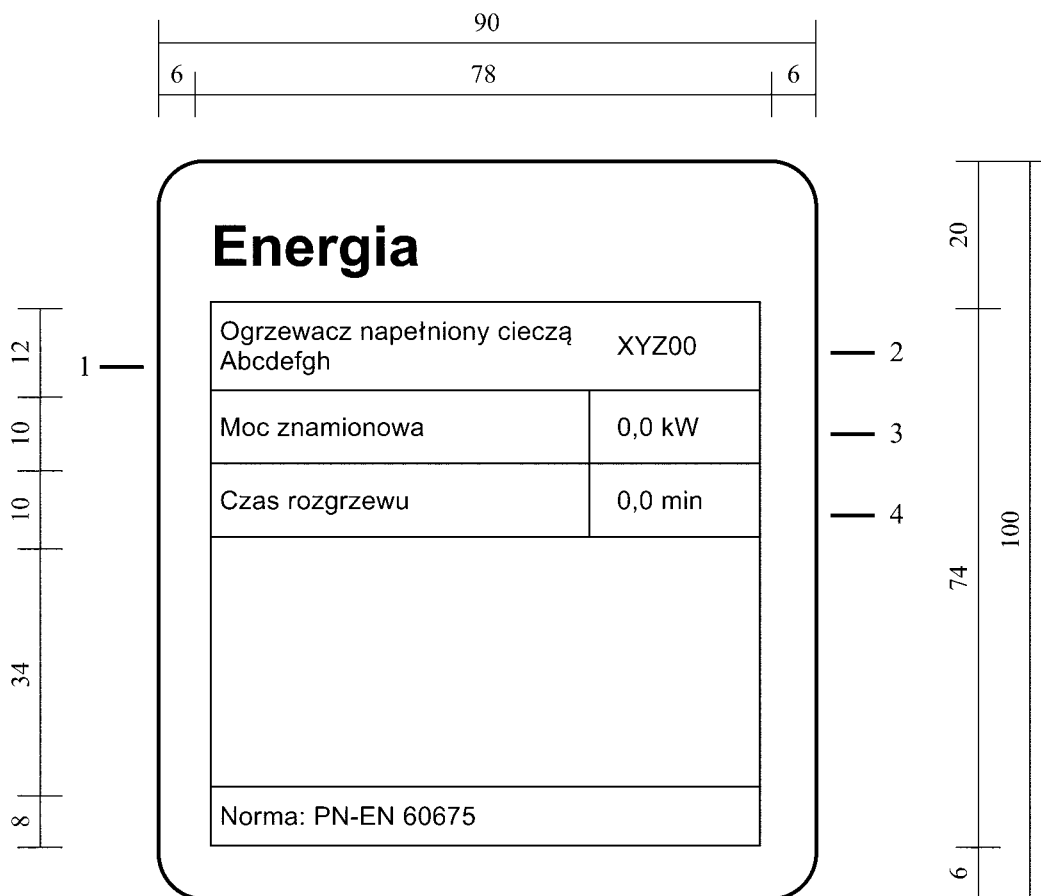 90
6 78 6
Energia
20
Ogrzewacz napełniony cieczą
Abcdefgh
XYZ00
12
1
2
Moc znamionowa 0,0 kW
10
3
Czas rozgrzewu 0,0 min
10
4
100
74
34
Norma: PN-EN 60675
8
6